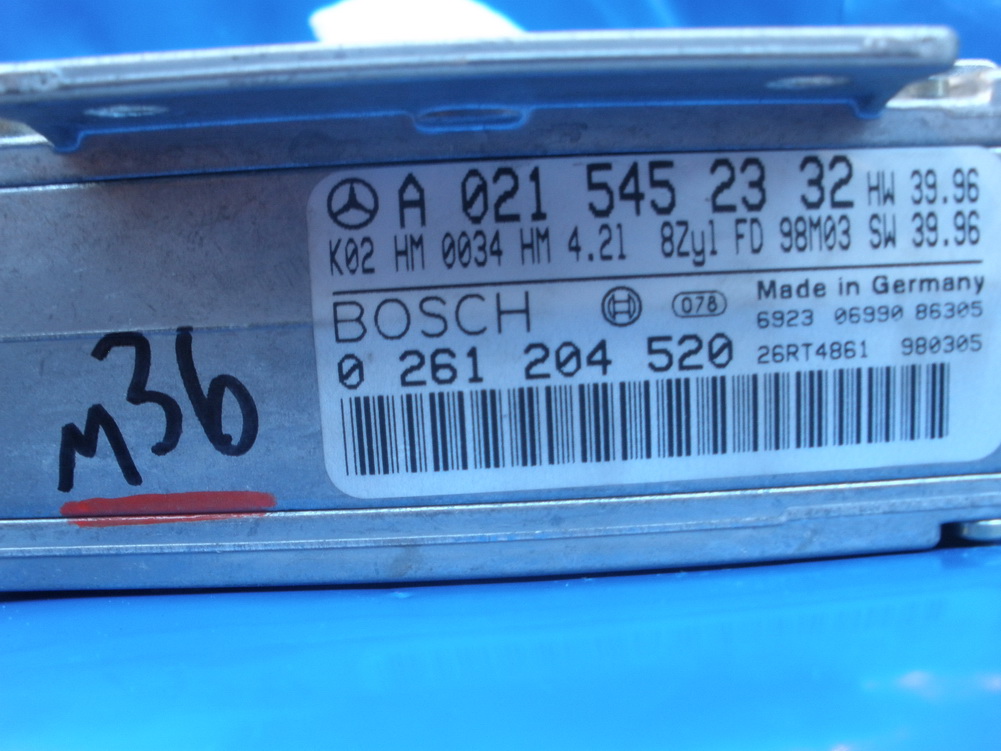 A 021 545 23 32 HW 39.96
K02 HM 0034 HM 4.21 8Zyl FD 98M03 SW 39.96
BOSCH H 078 Made in Germany
6923 06990 86305
0 261 204 520 26RT4861 980305
M36